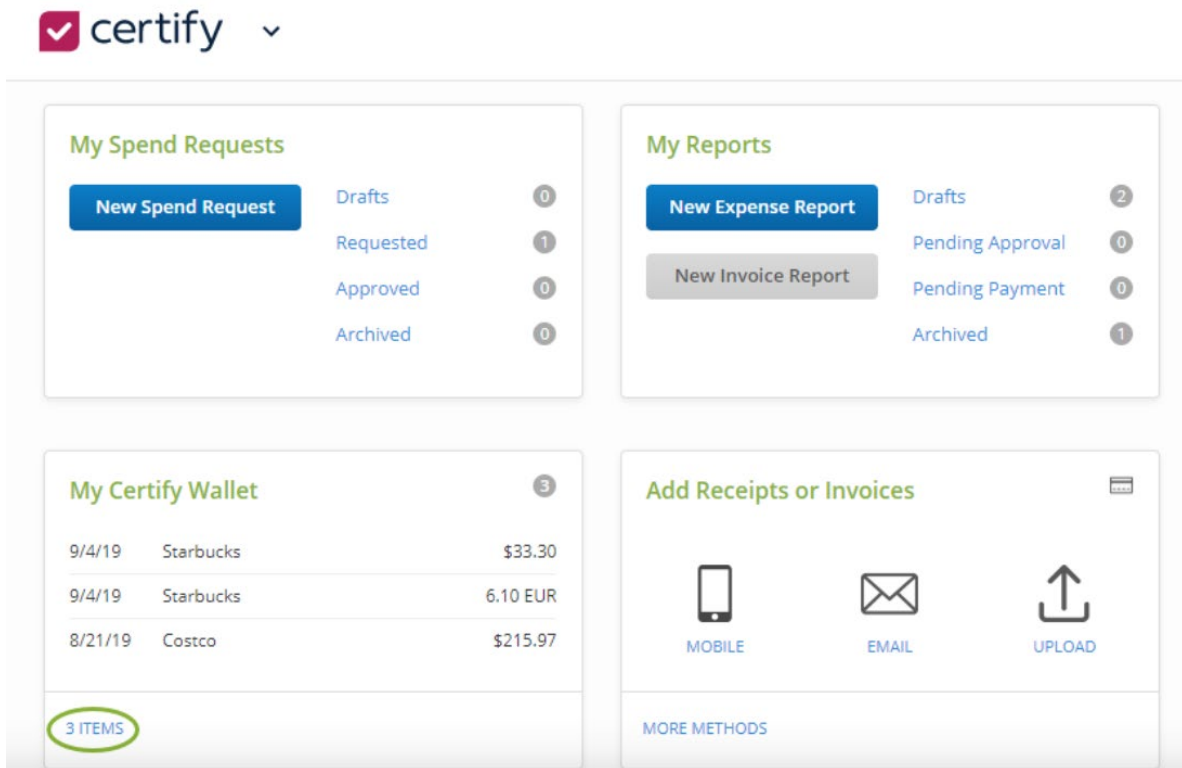 certify
My Spend Requests
New Spend Request
Drafts 0
Requested 1
Approved 0
Archived 0
My Reports
New Expense Report
New Invoice Report
Drafts 2
Pending Approval 0
Pending Payment 0
Archived 1
My Certify Wallet 3
9/4/19 Starbucks $33.30
9/4/19 Starbucks 6.10 EUR
8/21/19 Costco $215.97
3 ITEMS
Add Receipts or Invoices
MOBILE EMAIL UPLOAD
MORE METHODS